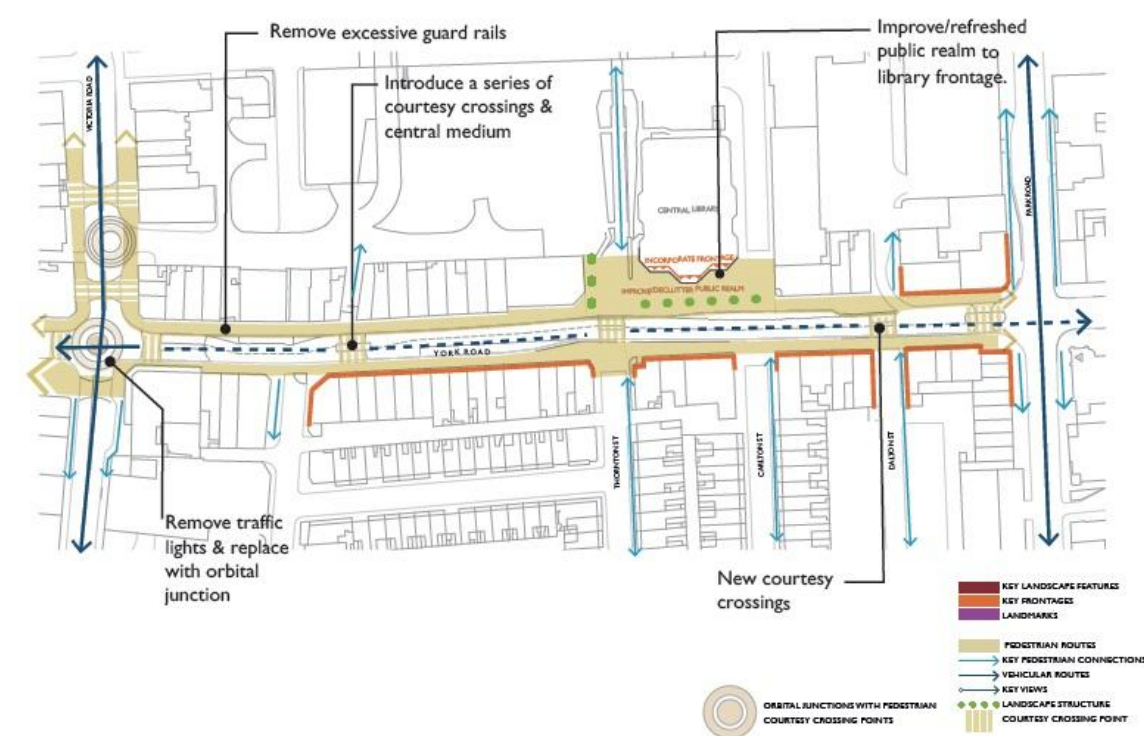 Remove excessive guard rails
Introduce a series of
courtesy crossings &
central medium
Improve/refreshed
public realm to
library frontage.
VICTORIA ROAD
CENTRAL LIBRARY
INCORPORATE FRONTAGE
IMPROVE/DECLUTTER PUBLIC REALM
PARK ROAD
YORK ROAD
THORNTON ST
CARLTON ST
DALTON ST
Remove traffic
lights & replace
with orbital
junction
New courtesy
crossings
KEY LANDSCAPE FEATURES
KEY FRONTAGES
LANDMARKS
PEDESTRIAN ROUTES
KEY PEDESTRIAN CONNECTIONS
VEHICULAR ROUTES
KEY VIEWS
LANDSCAPE STRUCTURE
COURTESY CROSSING POINT
ORBITAL JUNCTIONS WITH PEDESTRIAN
COURTESY CROSSING POINTS